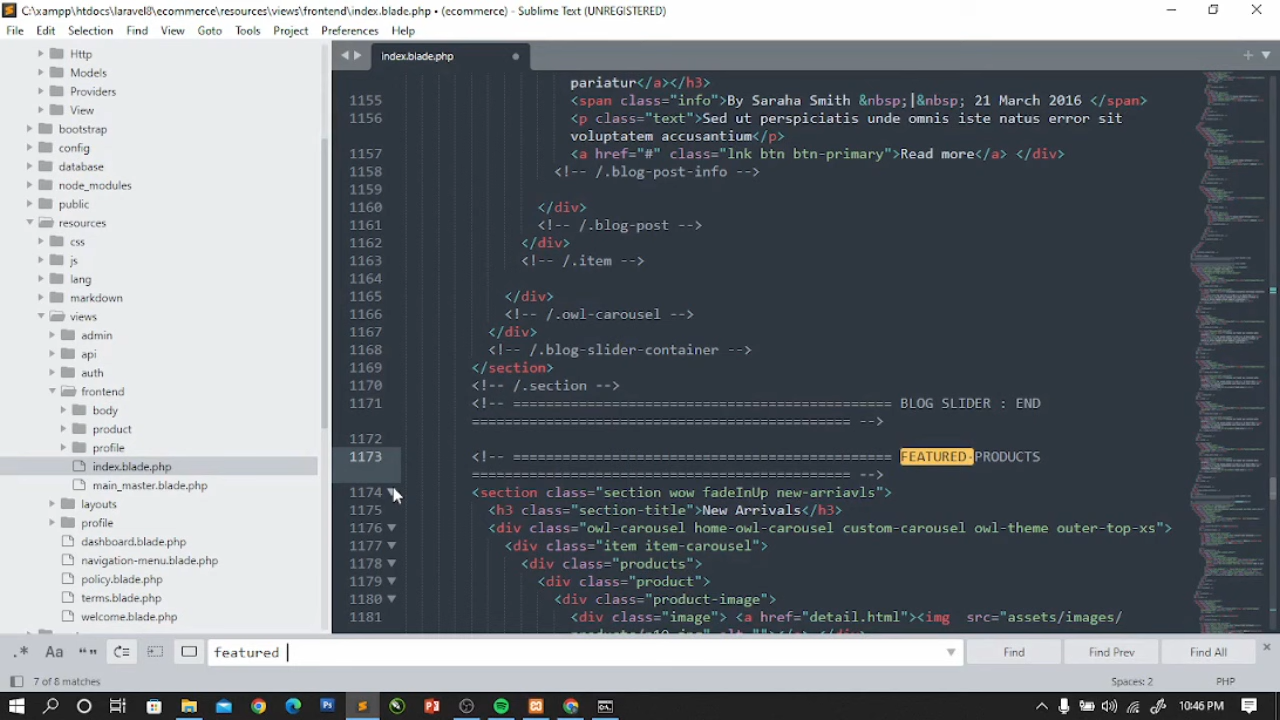 C:\xampp\htdocs\laravel8\ecommerce\resources\views\frontend\index.blade.php • (ecommerce) - Sublime Text (UNREGISTERED)
File Edit Selection Find View Goto Tools Project Preferences Help
Http
Models
Providers
View
bootstrap
config
database
node_modules
public
resources
css
js
lang
markdown
views
admin
api
auth
frontend
body
product
profile
index.blade.php
main_master.blade.php
layouts
profile
dashboard.blade.php
navigation-menu.blade.php
policy.blade.php
terms.blade.php
welcome.blade.php
index.blade.php
pariatur</a></h3>
1155 <span class="info">By Saraha Smith &nbsp;|&nbsp; 21 March 2016 </span>
1156 <p class="text">Sed ut perspiciatis unde omnis iste natus error sit
voluptatem accusantium</p>
1157 <a href="#" class="lnk btn btn-primary">Read more</a> </div>
1158 <!-- /.blog-post-info -->
1159
1160 </div>
1161 <!-- /.blog-post -->
1162 </div>
1163 <!-- /.item -->
1164
1165 </div>
1166 <!-- /.owl-carousel -->
1167 </div>
1168 <!-- /.blog-slider-container -->
1169 </section>
1170 <!-- /.section -->
1171 <!-- ============================================== BLOG SLIDER : END
============================================== -->
1172
1173 <!-- ============================================== FEATURED PRODUCTS
============================================== -->
1174 <section class="section wow fadeInUp new-arriavls">
1175 <h3 class="section-title">New Arrivals</h3>
1176 <div class="owl-carousel home-owl-carousel custom-carousel owl-theme outer-top-xs">
1177 <div class="item item-carousel">
1178 <div class="products">
1179 <div class="product">
1180 <div class="product-image">
1181 <div class="image"> <a href="detail.html"><img src="assets/images/
.* Aa “” featured Find Find Prev Find All
7 of 8 matches Spaces: 2 PHP
10:46 PM